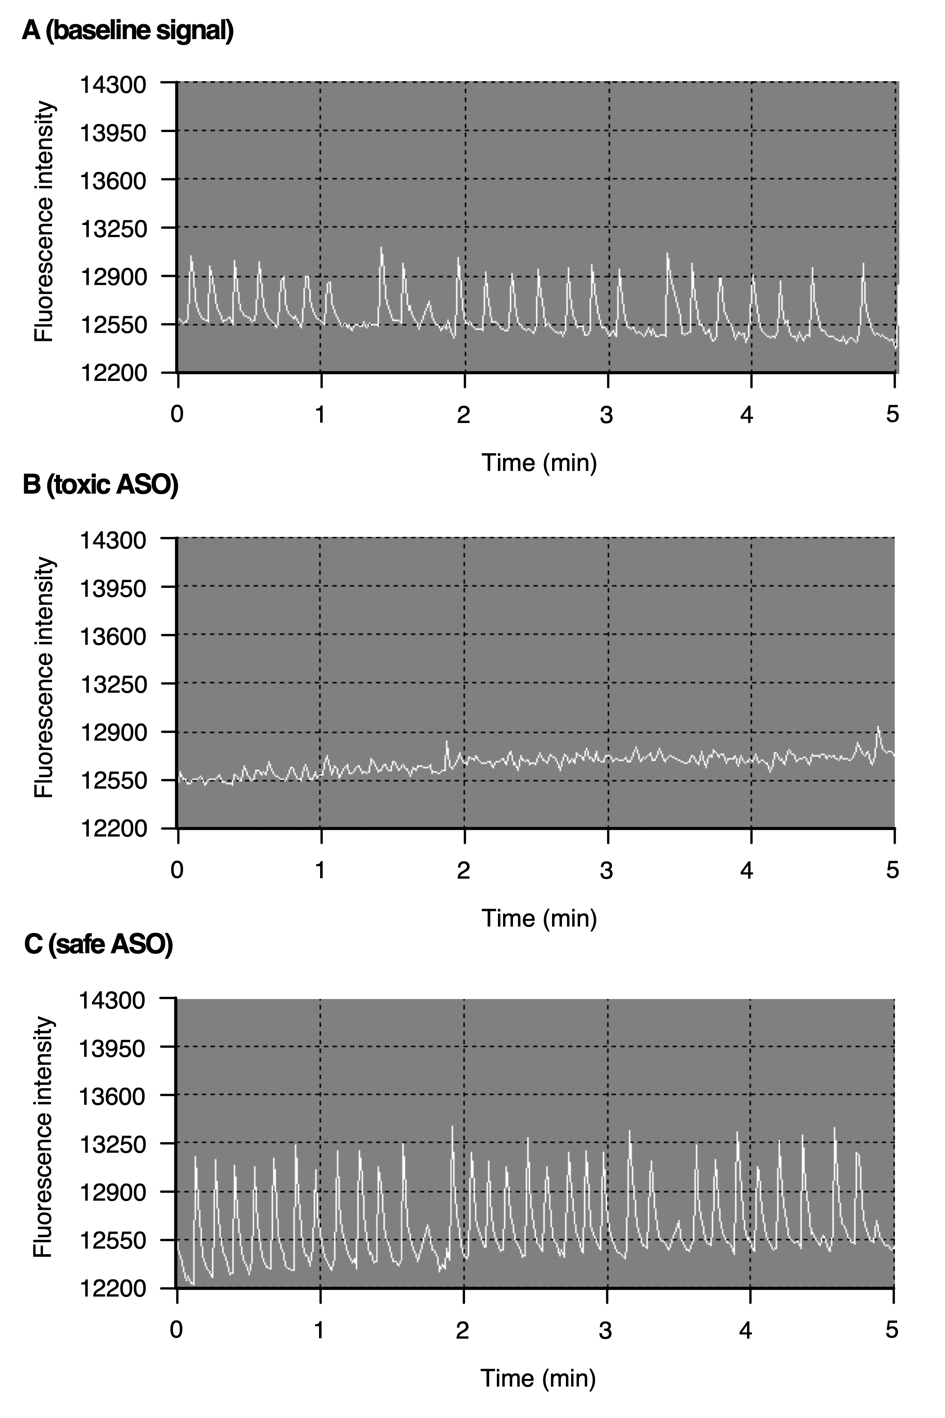 A (baseline signal)
Fluorescence intensity
14300
13950
13600
13250
12900
12550
12200
0 1 2 3 4 5
Time (min)
B (toxic ASO)
Fluorescence intensity
14300
13950
13600
13250
12900
12550
12200
0 1 2 3 4 5
Time (min)
C (safe ASO)
Fluorescence intensity
14300
13950
13600
13250
12900
12550
12200
0 1 2 3 4 5
Time (min)